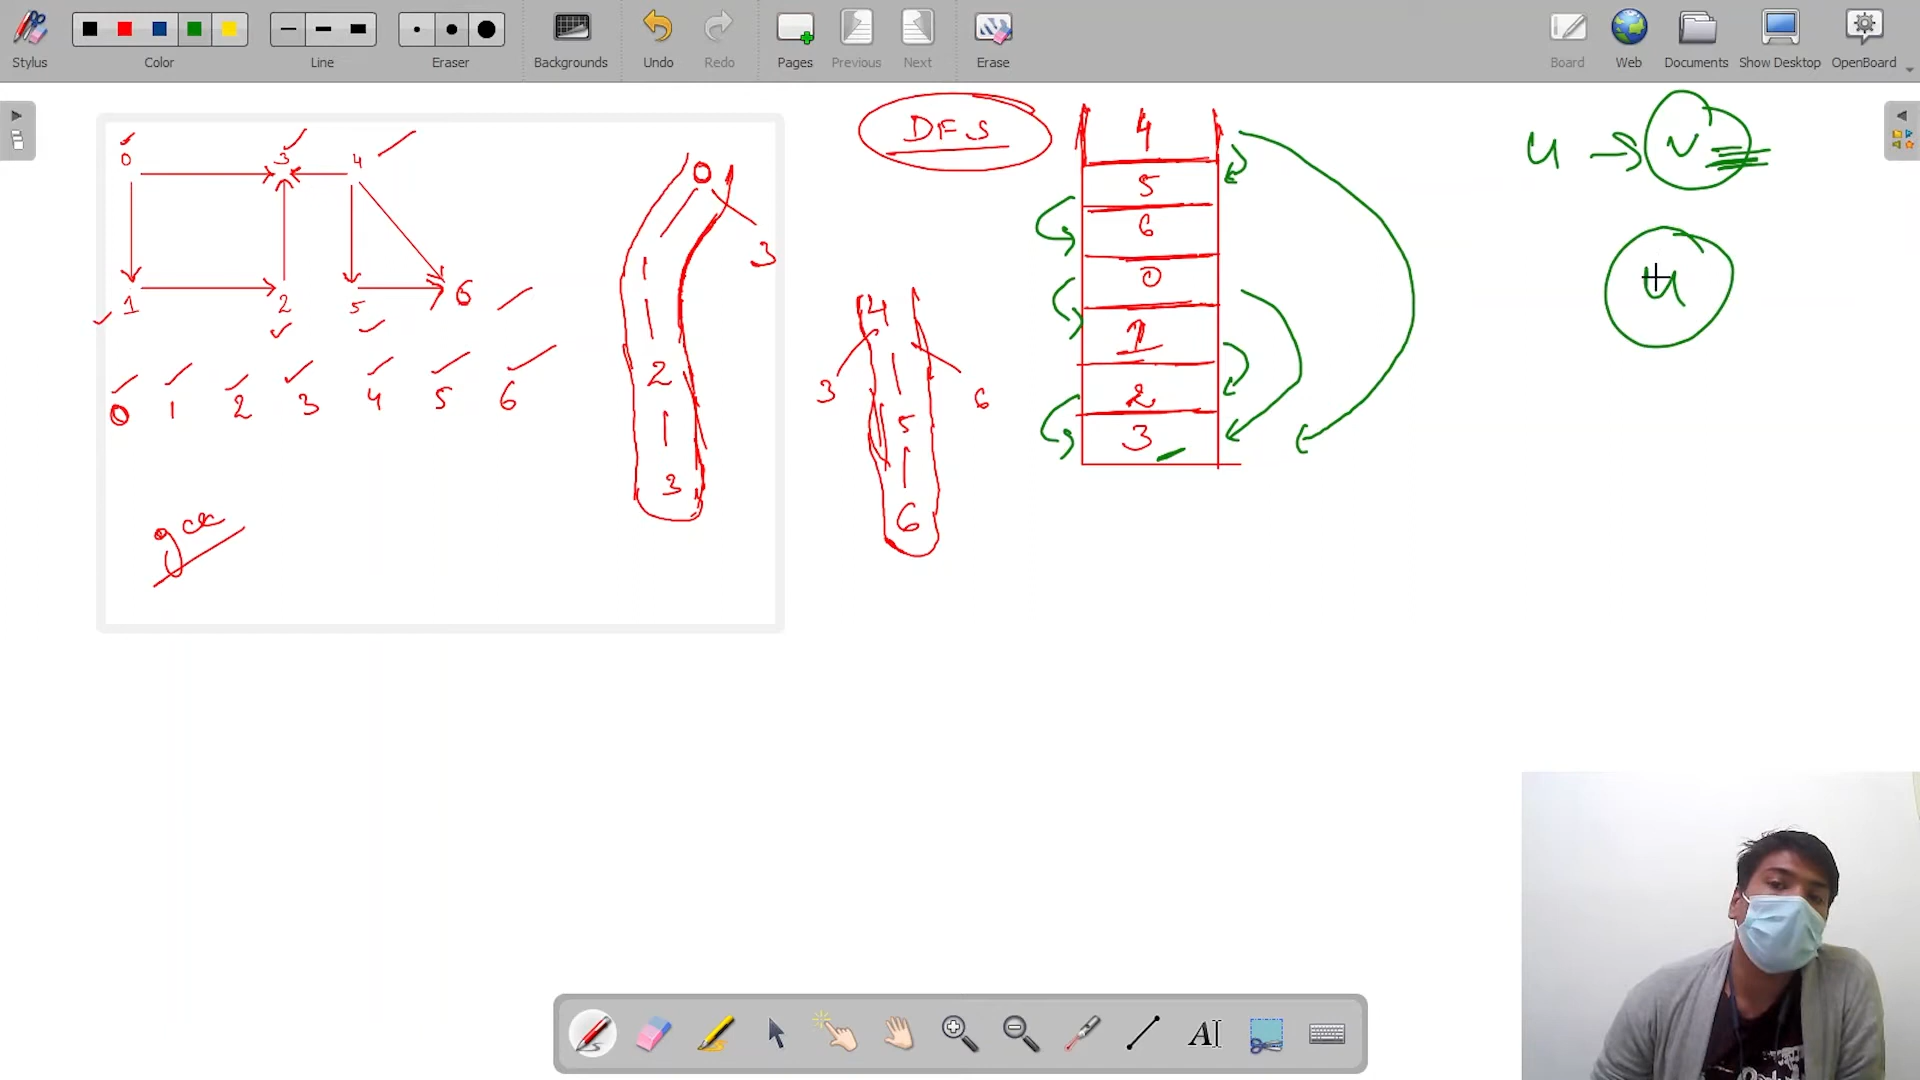 Stylus
Color
Line
Eraser
Backgrounds
Undo
Redo
Pages
Previous
Next
Erase
Board
Web
Documents
Show Desktop
OpenBoard
0 3 4
1 2 5 6
0 1 2 3 4 5 6
0
3
1
2
3
DFS
4
3 6
5
6
4
5
6
0
1
2
3
u → v
u